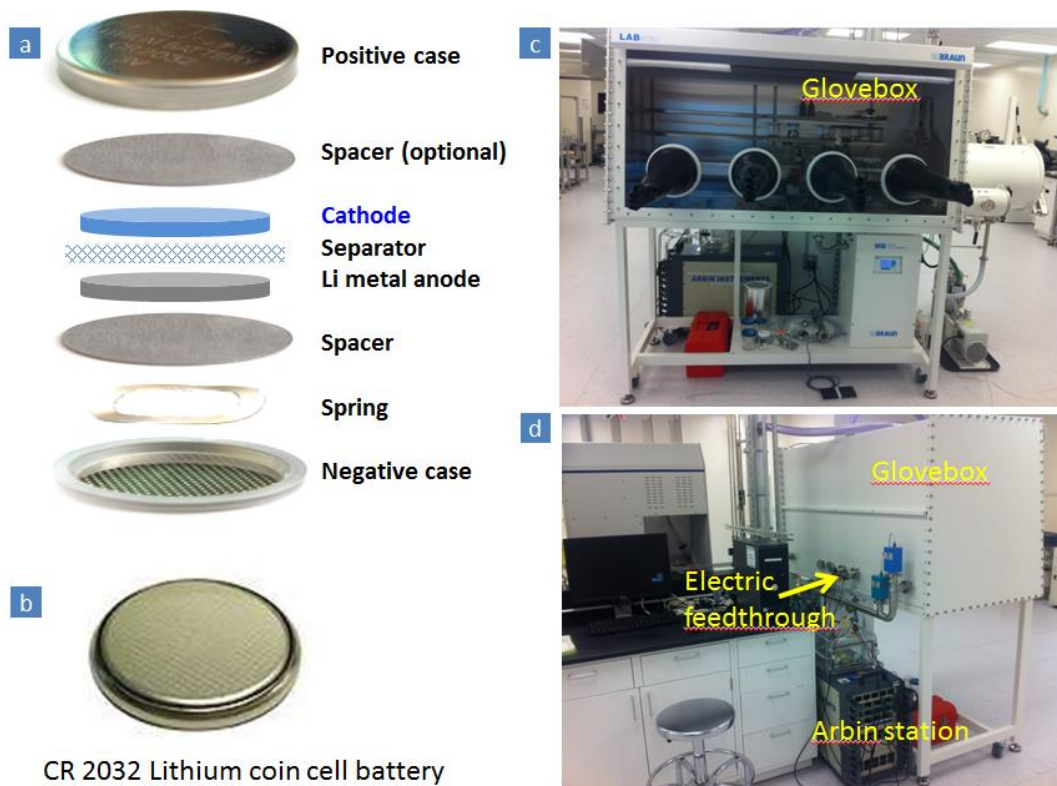 a
Positive case
Spacer (optional)
Cathode
Separator
Li metal anode
Spacer
Spring
Negative case
b
CR 2032 Lithium coin cell battery
c
LAB
BRAUN
Glovebox
MB
ARBIN INSTRUMENTS
BRAUN
d
Glovebox
Electric
feedthrough
Arbin station